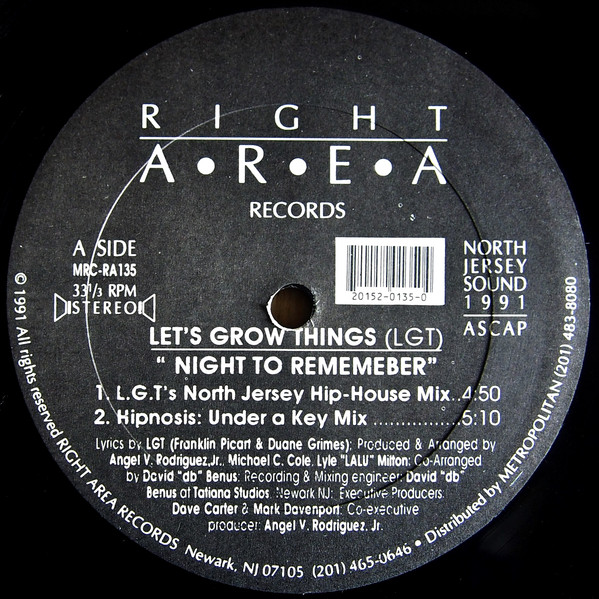 RIGHT
A•R•E•A
RECORDS
A SIDE
MRC-RA135
33 1/3 RPM
STEREO
20152-0135-0
NORTH
JERSEY
SOUND
1991
ASCAP
LET'S GROW THINGS (LGT)
" NIGHT TO REMEMEBER"
1. L.G.T's North Jersey Hip-House Mix..4:50
2. Hipnosis: Under a Key Mix ................5:10
Lyrics by LGT (Franklin Picart & Duane Grimes); Produced & Arranged by
Angel V. Rodriguez,Jr., Michael C. Cole, Lyle "LALU" Milton; Co-Arranged
by David "db" Benus; Recording & Mixing engineer: David "db"
Benus at Tatiana Studios, Newark NJ; Executive Producers:
Dave Carter & Mark Davenport; Co-executive
producer: Angel V. Rodriguez, Jr.
© 1991 All rights reserved RIGHT AREA RECORDS Newark, NJ 07105 (201) 465-0646 • Distributed by METROPOLITAN (201) 483-8080